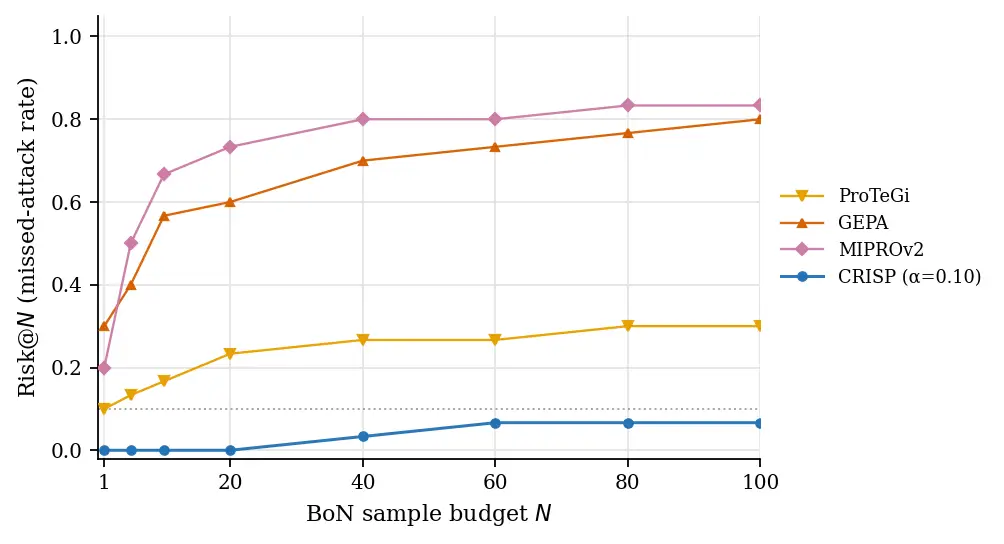 1.0
0.8
0.6
0.4
0.2
0.0
Risk@N (missed-attack rate)
1 20 40 60 80 100
BoN sample budget N
ProTeGi
GEPA
MIPROv2
CRISP (α=0.10)